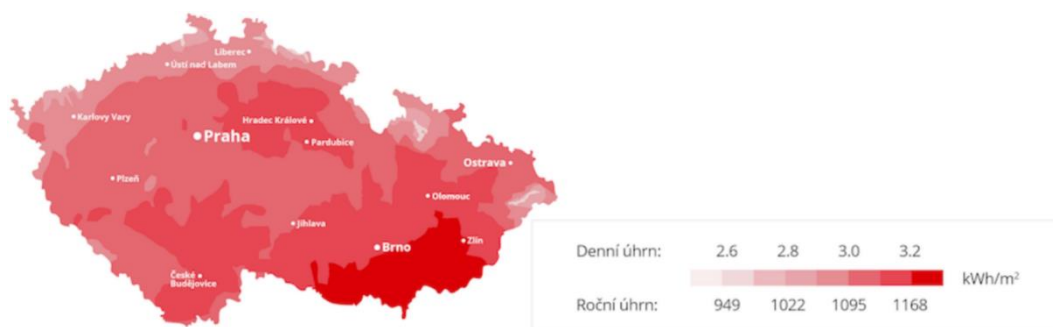 Liberec
Ústí nad Labem
Karlovy Vary
Hradec Králové
Praha
Pardubice
Ostrava
Plzeň
Olomouc
Jihlava
Brno
Zlín
České
Budějovice
Denní úhrn: 2.6 2.8 3.0 3.2
kWh/m²
Roční úhrn: 949 1022 1095 1168